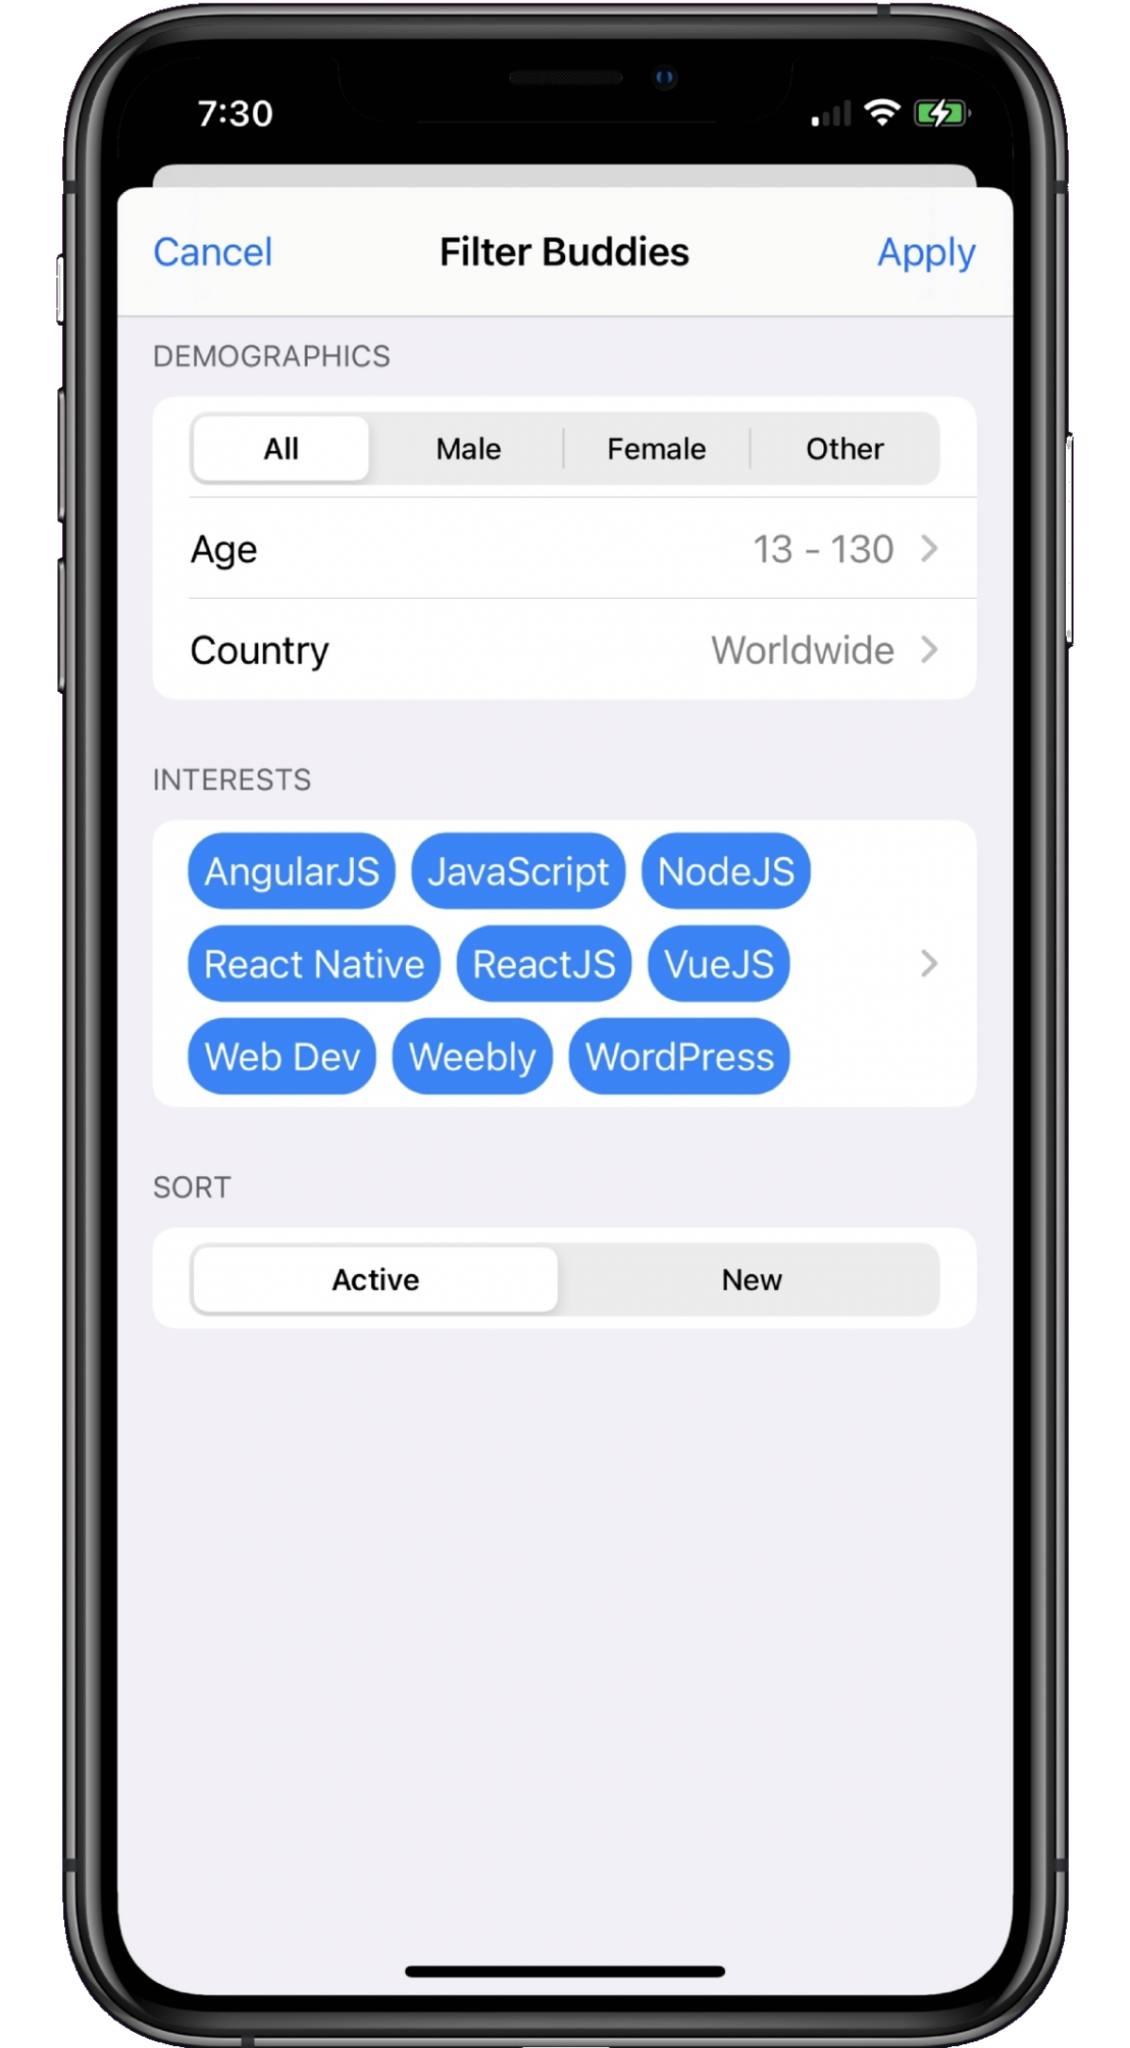 7:30
Cancel Filter Buddies Apply
DEMOGRAPHICS
All Male Female Other
Age 13 - 130
Country Worldwide
INTERESTS
AngularJS JavaScript NodeJS
React Native ReactJS VueJS
Web Dev Weebly WordPress
SORT
Active New